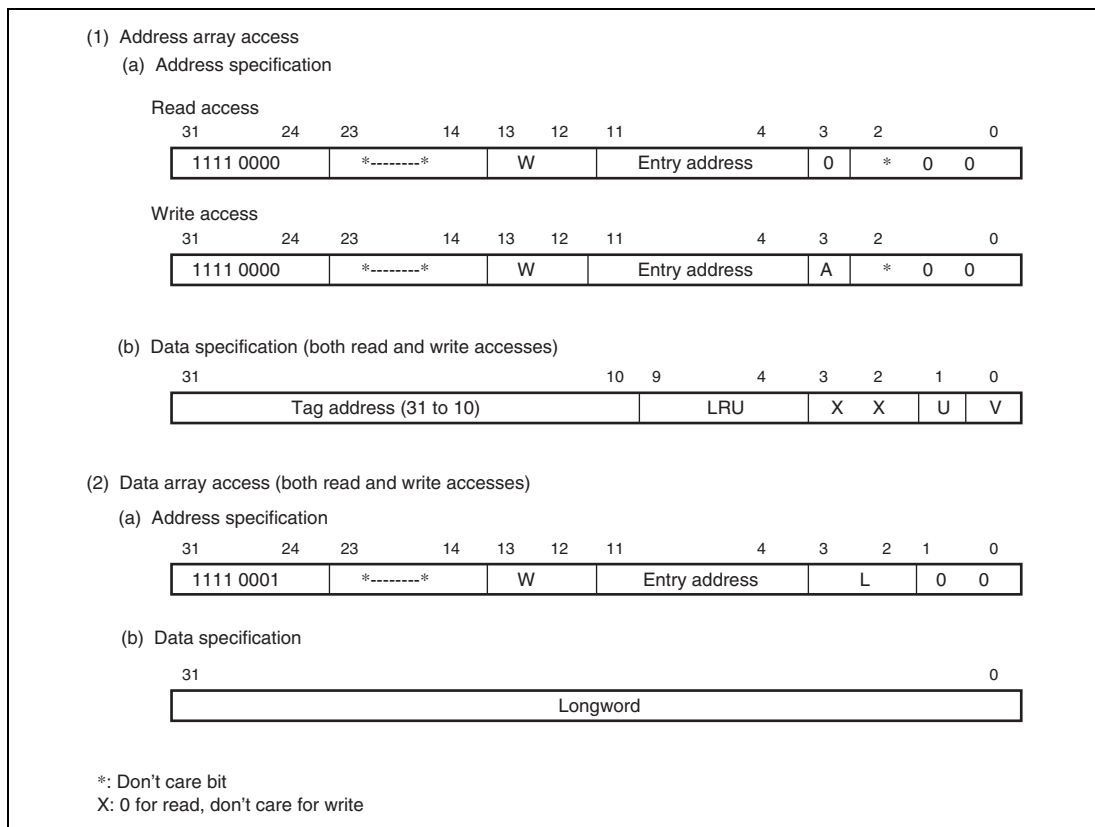 (1) Address array access
(a) Address specification
Read access
31 24 23 14 13 12 11 4 3 2 0
1111 0000 *--------* W Entry address 0 * 0 0
Write access
31 24 23 14 13 12 11 4 3 2 0
1111 0000 *--------* W Entry address A * 0 0
(b) Data specification (both read and write accesses)
31 10 9 4 3 2 1 0
Tag address (31 to 10) LRU X X U V
(2) Data array access (both read and write accesses)
(a) Address specification
31 24 23 14 13 12 11 4 3 2 1 0
1111 0001 *--------* W Entry address L 0 0
(b) Data specification
31 0
Longword
*: Don't care bit
X: 0 for read, don't care for write